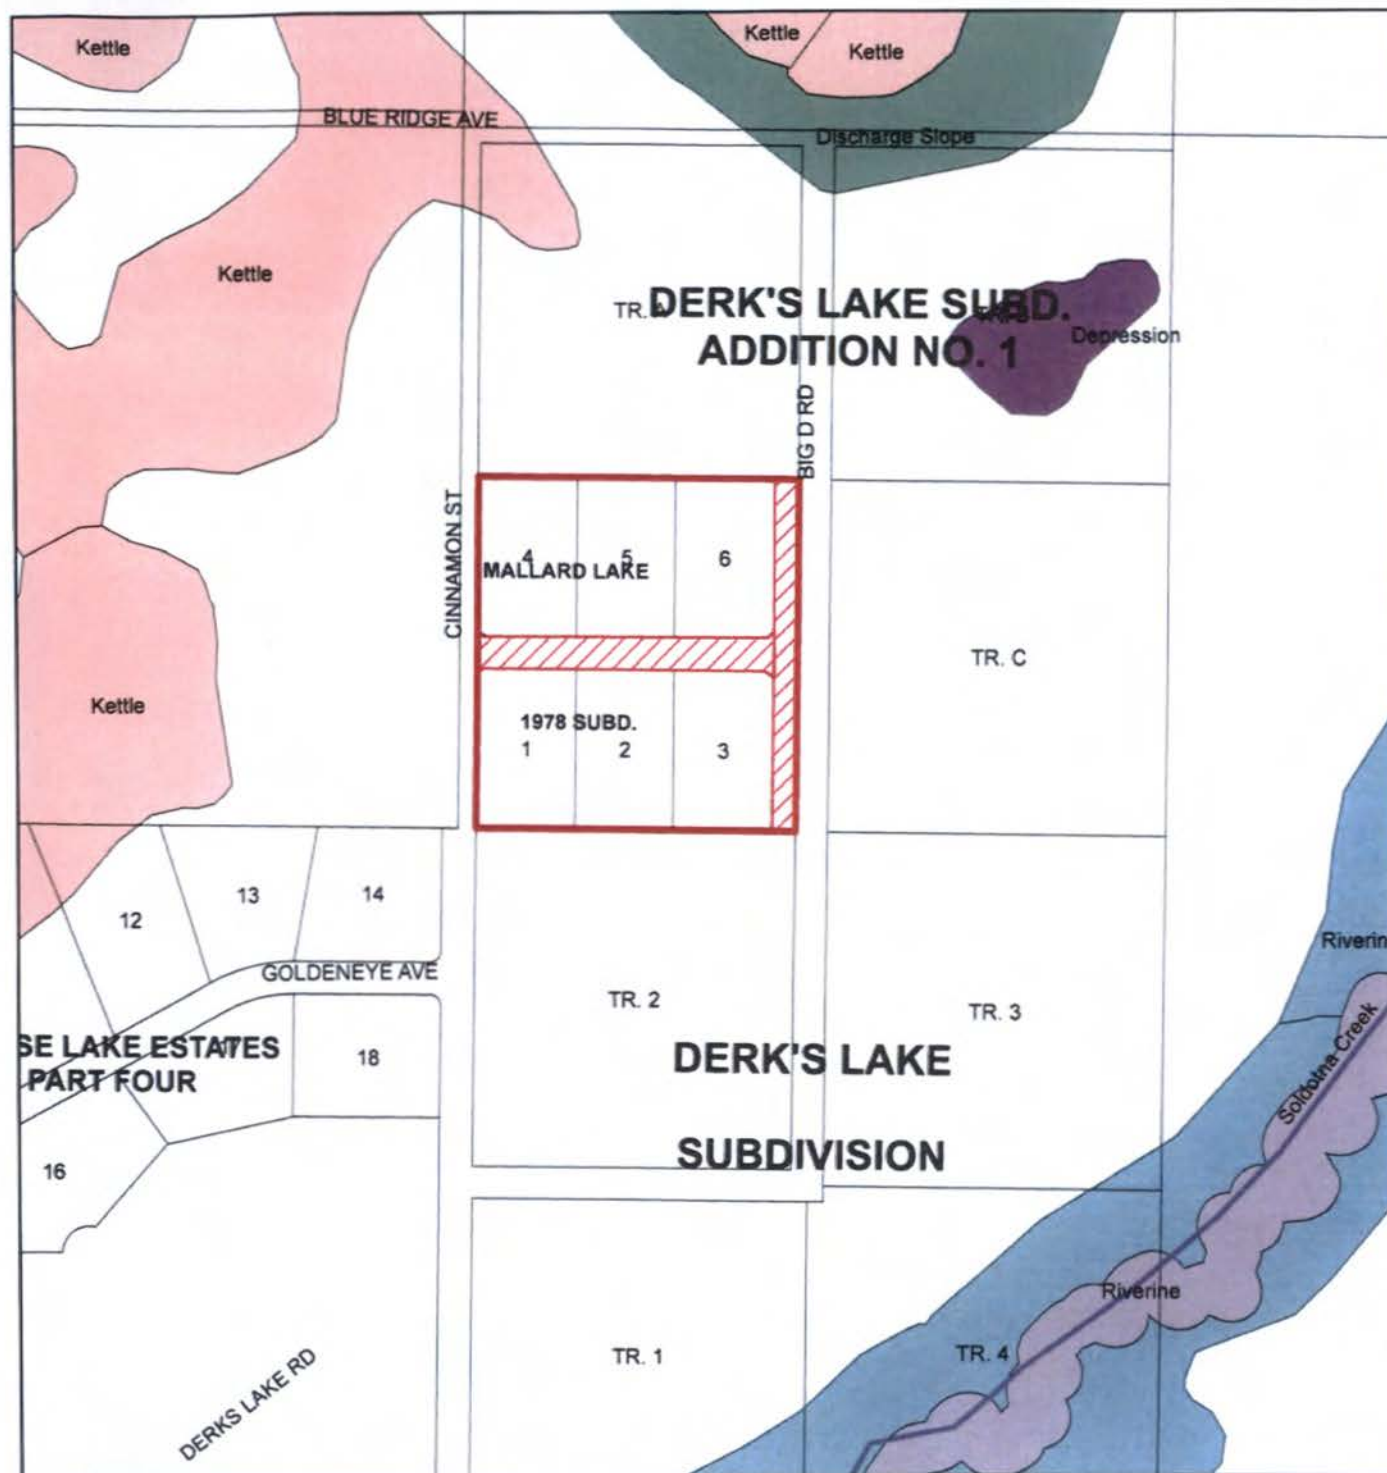 Kettle
Kettle
Kettle
BLUE RIDGE AVE
Discharge Slope
Kettle
TR. A
DERK'S LAKE SUBD.
ADDITION NO. 1
Depression
BIG D RD
CINNAMON ST
4
5
6
MALLARD LAKE
TR. C
Kettle
1978 SUBD.
1
2
3
12
13
14
Riverin
GOLDENEYE AVE
TR. 2
TR. 3
SE LAKE ESTATES
17
PART FOUR
18
DERK'S LAKE
Soldotna Creek
SUBDIVISION
16
Riverine
TR. 1
TR. 4
DERKS LAKE RD